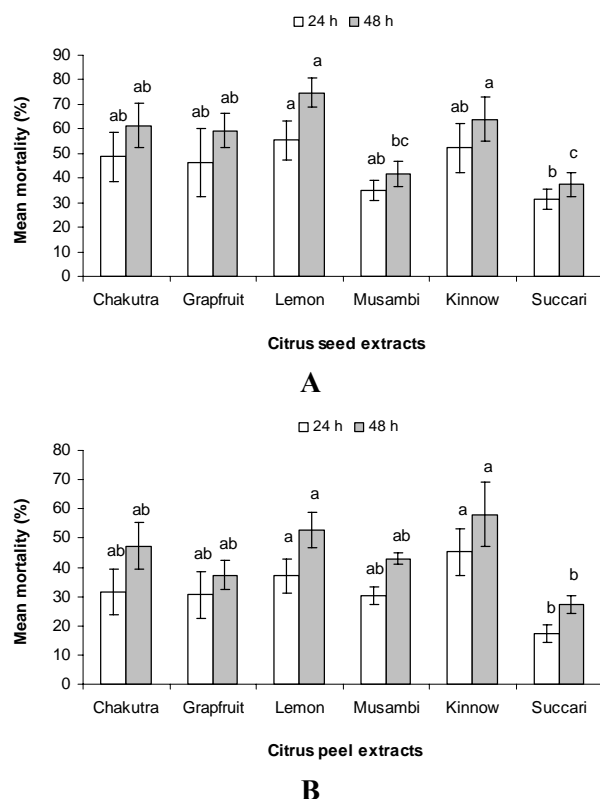 24 h 48 h
90
80
70
60
50
40
30
20
10
0
Mean mortality (%)
ab ab ab ab a a ab bc ab a b c
Chakutra Grapfruit Lemon Musambi Kinnow Succari
Citrus seed extracts
A
24 h 48 h
80
70
60
50
40
30
20
10
0
Mean mortality (%)
ab ab ab ab a a ab ab a a b b
Chakutra Grapfruit Lemon Musambi Kinnow Succari
Citrus peel extracts
B